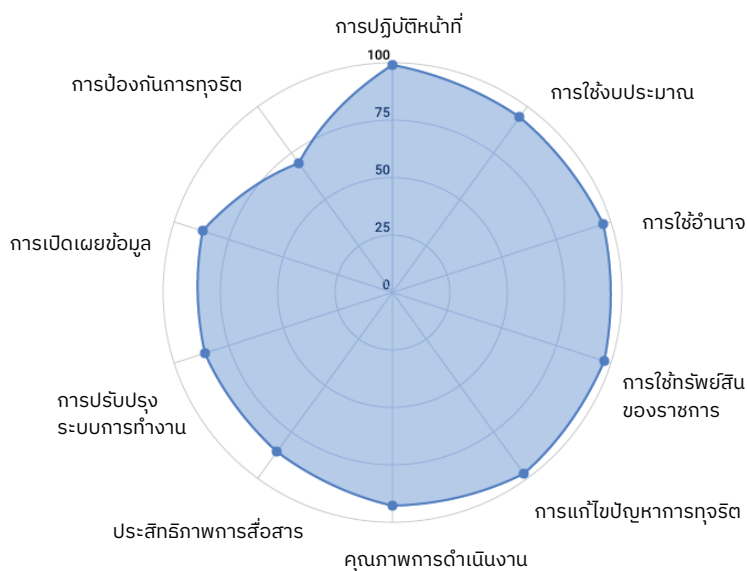 การปฏิบัติหน้าที่
100
การป้องกันการทุจริต
การใช้งบประมาณ
75
50
การใช้อำนาจ
การเปิดเผยข้อมูล
25
0
การใช้ทรัพย์สิน
ของราชการ
การปรับปรุง
ระบบการทำงาน
การแก้ไขปัญหาการทุจริต
ประสิทธิภาพการสื่อสาร
คุณภาพการดำเนินงาน